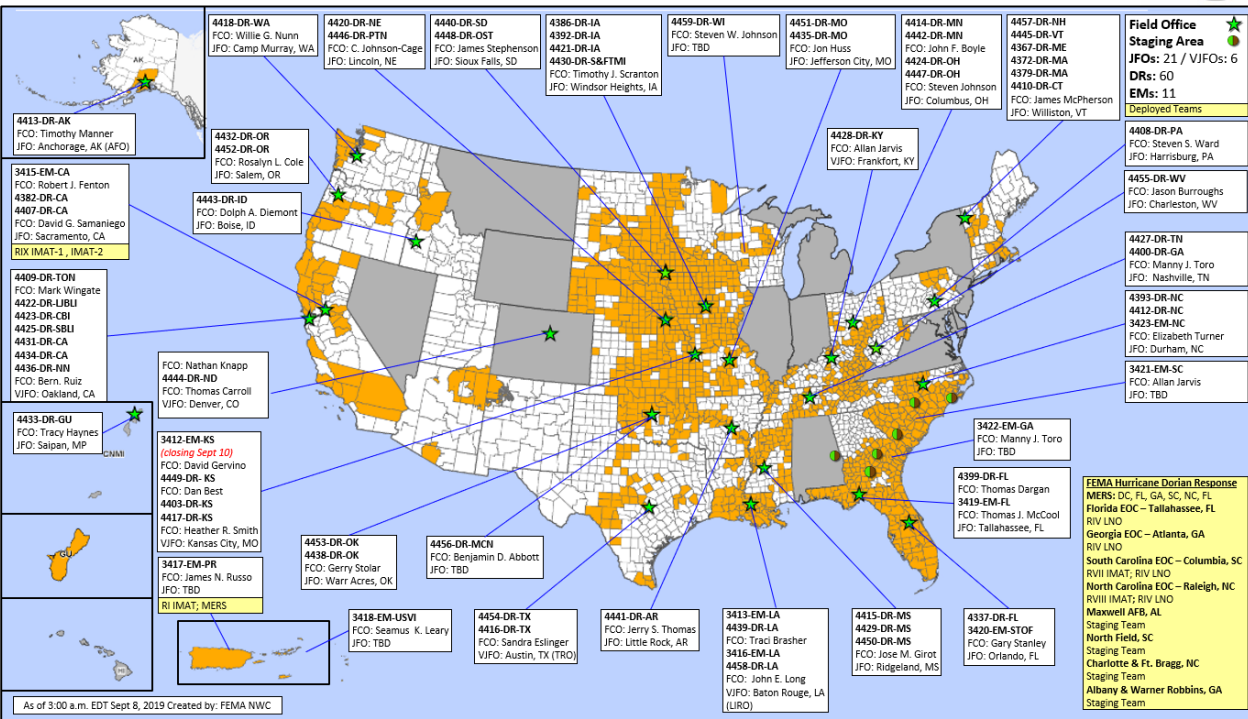 4418-DR-WA
FCO: Willie G. Nunn
JFO: Camp Murray, WA
4420-DR-NE
4446-DR-PTN
FCO: C. Johnson-Cage
JFO: Lincoln, NE
4440-DR-SD
4448-DR-OST
FCO: James Stephenson
JFO: Sioux Falls, SD
4386-DR-IA
4392-DR-IA
4421-DR-IA
4430-DR-S&FTMI
FCO: Timothy J. Scranton
JFO: Windsor Heights, IA
4459-DR-WI
FCO: Steven W. Johnson
JFO: TBD
4451-DR-MO
4435-DR-MO
FCO: Jon Huss
JFO: Jefferson City, MO
4414-DR-MN
4442-DR-MN
FCO: John F. Boyle
4424-DR-OH
4447-DR-OH
FCO: Steven Johnson
JFO: Columbus, OH
4457-DR-NH
4445-DR-VT
4367-DR-ME
4372-DR-MA
4379-DR-MA
4410-DR-CT
FCO: James McPherson
JFO: Williston, VT
Field Office
Staging Area
JFOs: 21 / VJFOs: 6
DRs: 60
EMs: 11
Deployed Teams
AK
4413-DR-AK
FCO: Timothy Manner
JFO: Anchorage, AK (AFO)
4432-DR-OR
4452-DR-OR
FCO: Rosalyn L. Cole
JFO: Salem, OR
4428-DR-KY
FCO: Allan Jarvis
VJFO: Frankfort, KY
4408-DR-PA
FCO: Steven S. Ward
JFO: Harrisburg, PA
3415-EM-CA
FCO: Robert J. Fenton
4382-DR-CA
4407-DR-CA
FCO: David G. Samaniego
JFO: Sacramento, CA
RIX IMAT-1 , IMAT-2
4443-DR-ID
FCO: Dolph A. Diemont
JFO: Boise, ID
4455-DR-WV
FCO: Jason Burroughs
JFO: Charleston, WV
4427-DR-TN
4400-DR-GA
FCO: Manny J. Toro
JFO:  Nashville, TN
4409-DR-TON
FCO: Mark Wingate
4422-DR-LJBLI
4423-DR-CBI
4425-DR-SBLI
4431-DR-CA
4434-DR-CA
4436-DR-NN
FCO: Bern. Ruiz
VJFO: Oakland, CA
4393-DR-NC
4412-DR-NC
3423-EM-NC
FCO: Elizabeth Turner
JFO: Durham, NC
FCO: Nathan Knapp
4444-DR-ND
FCO: Thomas Carroll
VJFO: Denver, CO
3421-EM-SC
FCO: Allan Jarvis
JFO: TBD
4433-DR-GU
FCO: Tracy Haynes
JFO: Saipan, MP
CNMI
3422-EM-GA
FCO: Manny J. Toro
JFO: TBD
3412-EM-KS
(closing Sept 10)
FCO: David Gervino
4449-DR- KS
FCO: Dan Best
4403-DR-KS
4417-DR-KS
FCO: Heather R. Smith
VJFO: Kansas City, MO
4399-DR-FL
FCO: Thomas Dargan
3419-EM-FL
FCO: Thomas J. McCool
JFO: Tallahassee, FL
FEMA Hurricane Dorian Response
MERS: DC, FL, GA, SC, NC, FL
Florida EOC – Tallahassee, FL
RIV LNO
Georgia EOC – Atlanta, GA
RIV LNO
South Carolina EOC – Columbia, SC
RVII IMAT; RIV LNO
North Carolina EOC – Raleigh, NC
RVIII IMAT; RIV LNO
Maxwell AFB, AL
Staging Team
North Field, SC
Staging Team
Charlotte & Ft. Bragg, NC
Staging Team
Albany & Warner Robbins, GA
Staging Team
GU
4453-DR-OK
4438-DR-OK
FCO: Gerry Stolar
JFO: Warr Acres, OK
4456-DR-MCN
FCO: Benjamin D. Abbott
JFO: TBD
3417-EM-PR
FCO: James N. Russo
JFO: TBD
RI IMAT; MERS
3418-EM-USVI
FCO: Seamus  K. Leary
JFO: TBD
4454-DR-TX
4416-DR-TX
FCO: Sandra Eslinger
VJFO: Austin, TX (TRO)
4441-DR-AR
FCO: Jerry S. Thomas
JFO: Little Rock, AR
3413-EM-LA
4439-DR-LA
FCO: Traci Brasher
3416-EM-LA
4458-DR-LA
FCO:  John E. Long
VJFO: Baton Rouge, LA
(LIRO)
4415-DR-MS
4429-DR-MS
4450-DR-MS
FCO: Jose M. Girot
JFO: Ridgeland, MS
4337-DR-FL
3420-EM-STOF
FCO: Gary Stanley
JFO: Orlando, FL
HI
As of 3:00 a.m. EDT Sept 8, 2019 Created by: FEMA NWC